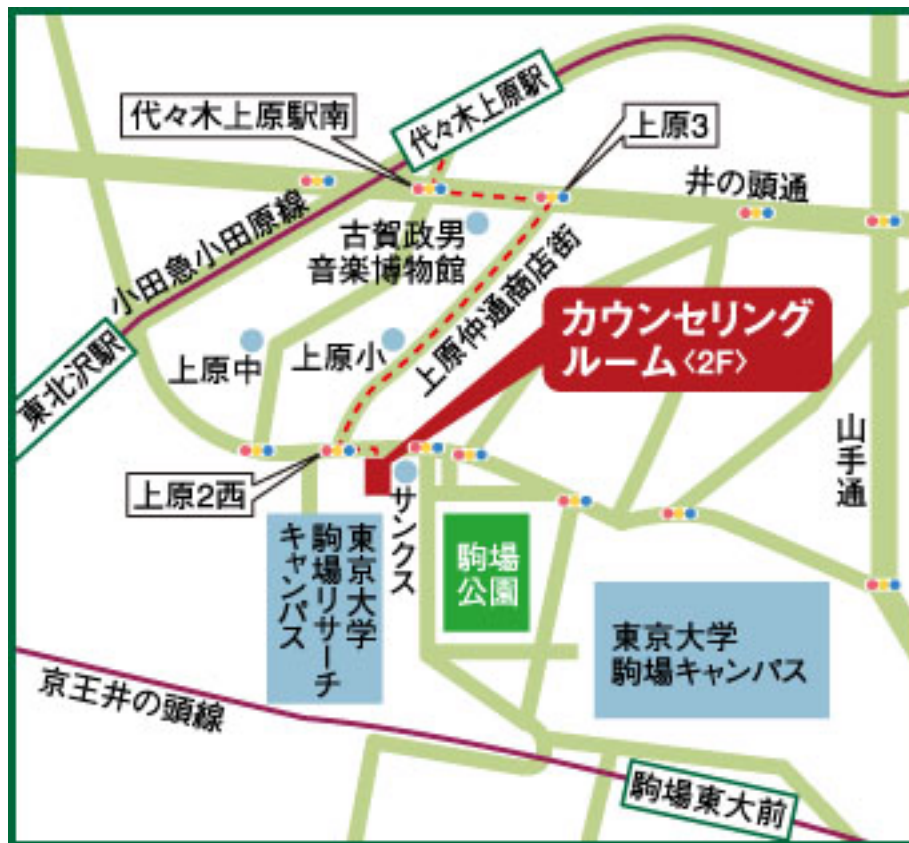 代々木上原駅南
代々木上原駅
上原3
井の頭通
小田急小田原線
古賀政男
音楽博物館
上原仲通商店街
カウンセリング
ルーム〈2F〉
東北沢駅
上原中
上原小
山手通
上原2西
サンクス
東京大学
駒場リサーチ
キャンパス
駒場
公園
東京大学
駒場キャンパス
京王井の頭線
駒場東大前